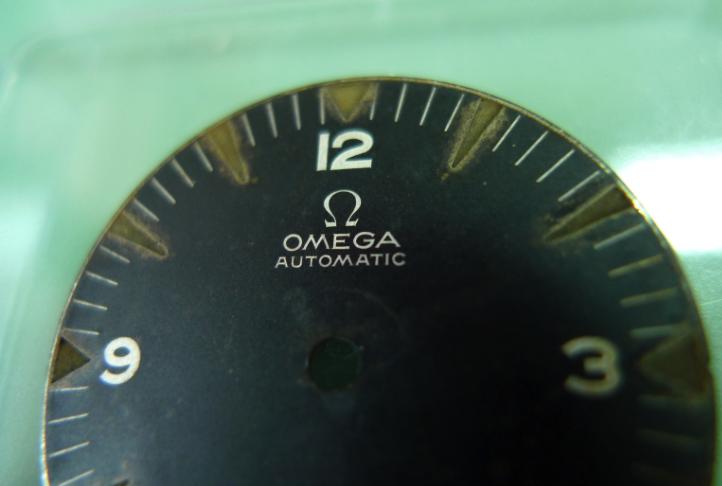 12
Ω
OMEGA
AUTOMATIC
9 3